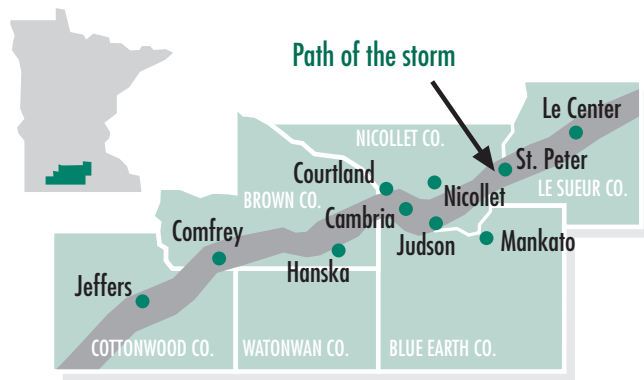 Path of the storm
Le Center
NICOLLET CO.
St. Peter
Courtland
LE SUEUR CO.
Nicollet
BROWN CO.
Cambria
Comfrey
Judson
Mankato
Hanska
Jeffers
COTTONWOOD CO.
WATONWAN CO.
BLUE EARTH CO.